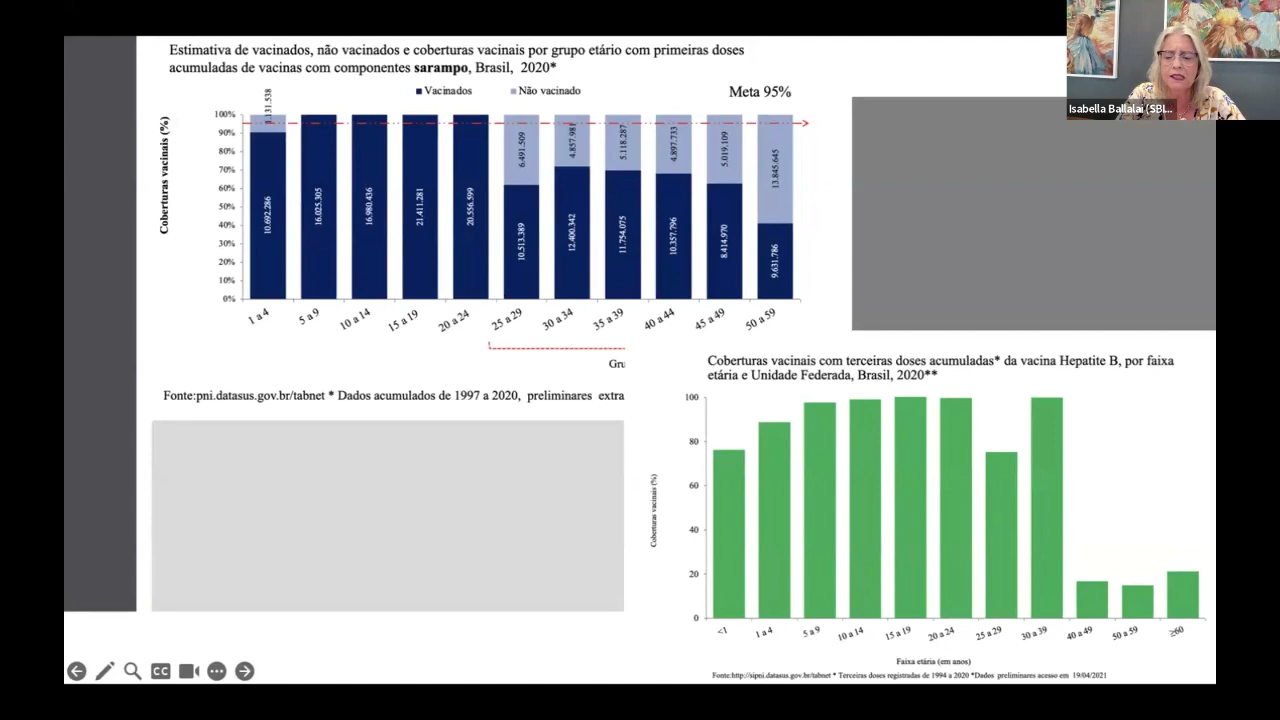 Estimativa de vacinados, não vacinados e coberturas vacinais por grupo etário com primeiras doses
acumuladas de vacinas com componentes sarampo, Brasil, 2020*
Vacinados
Não vacinado
Meta 95%
Isabella Ballalai (SBI...
Coberturas vacinais (%)
100%
90%
80%
70%
60%
50%
40%
30%
20%
10%
0%
10.692.286
1.131.538
16.025.305
16.980.436
21.411.281
20.556.599
10.513.389
6.491.509
12.400.342
4.857.981
11.754.075
5.118.287
10.357.796
4.897.733
8.414.970
5.019.109
9.631.786
13.845.645
1 a 4
5 a 9
10 a 14
15 a 19
20 a 24
25 a 29
30 a 34
35 a 39
40 a 44
45 a 49
50 a 59
Gru
Fonte:pni.datasus.gov.br/tabnet * Dados acumulados de 1997 a 2020, preliminares extra
Coberturas vacinais com terceiras doses acumuladas* da vacina Hepatite B, por faixa
etária e Unidade Federada, Brasil, 2020**
Coberturas vacinais (%)
100
80
60
40
20
0
<1
1 a 4
5 a 9
10 a 14
15 a 19
20 a 24
25 a 29
30 a 39
40 a 49
50 a 59
≥60
Faixa etária (em anos)
Fonte:http://sipni.datasus.gov.br/tabnet * Terceiras doses registradas de 1994 a 2020 *Dados preliminares acesso em 19/04/2021
CC